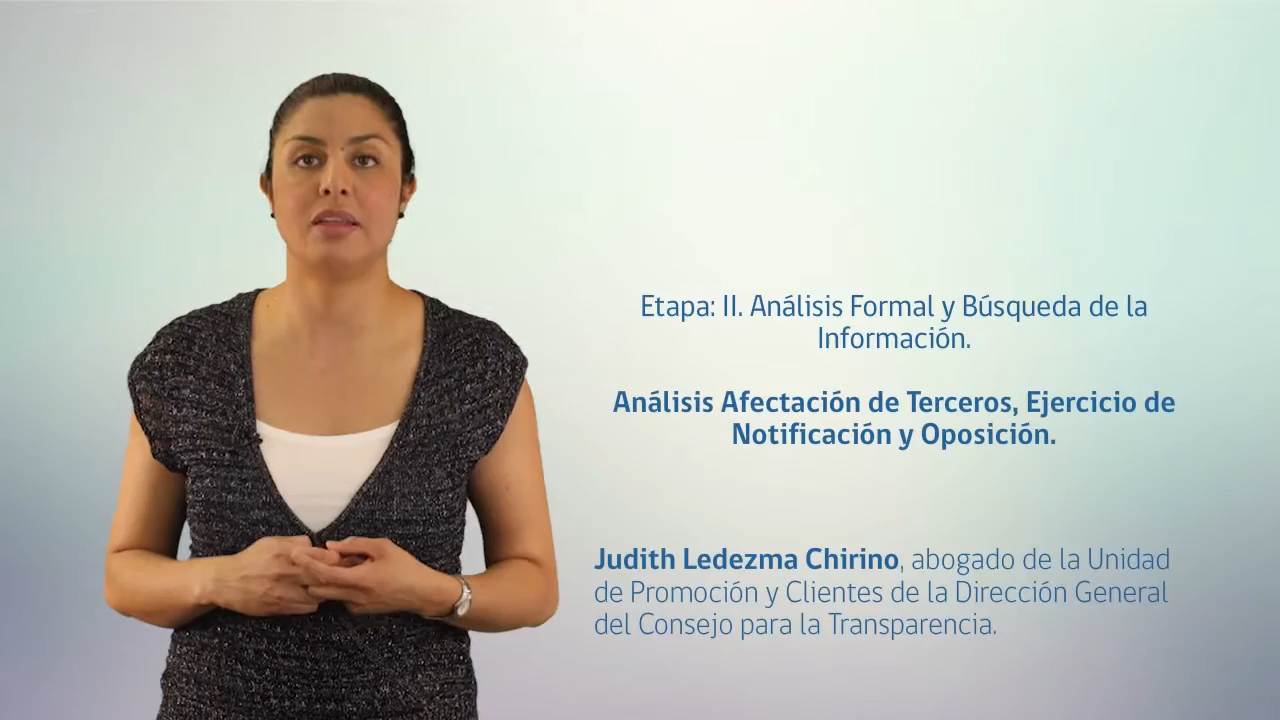 Etapa: II. Análisis Formal y Búsqueda de la
Información.
Análisis Afectación de Terceros, Ejercicio de
Notificación y Oposición.
Judith Ledezma Chirino, abogado de la Unidad
de Promoción y Clientes de la Dirección General
del Consejo para la Transparencia.